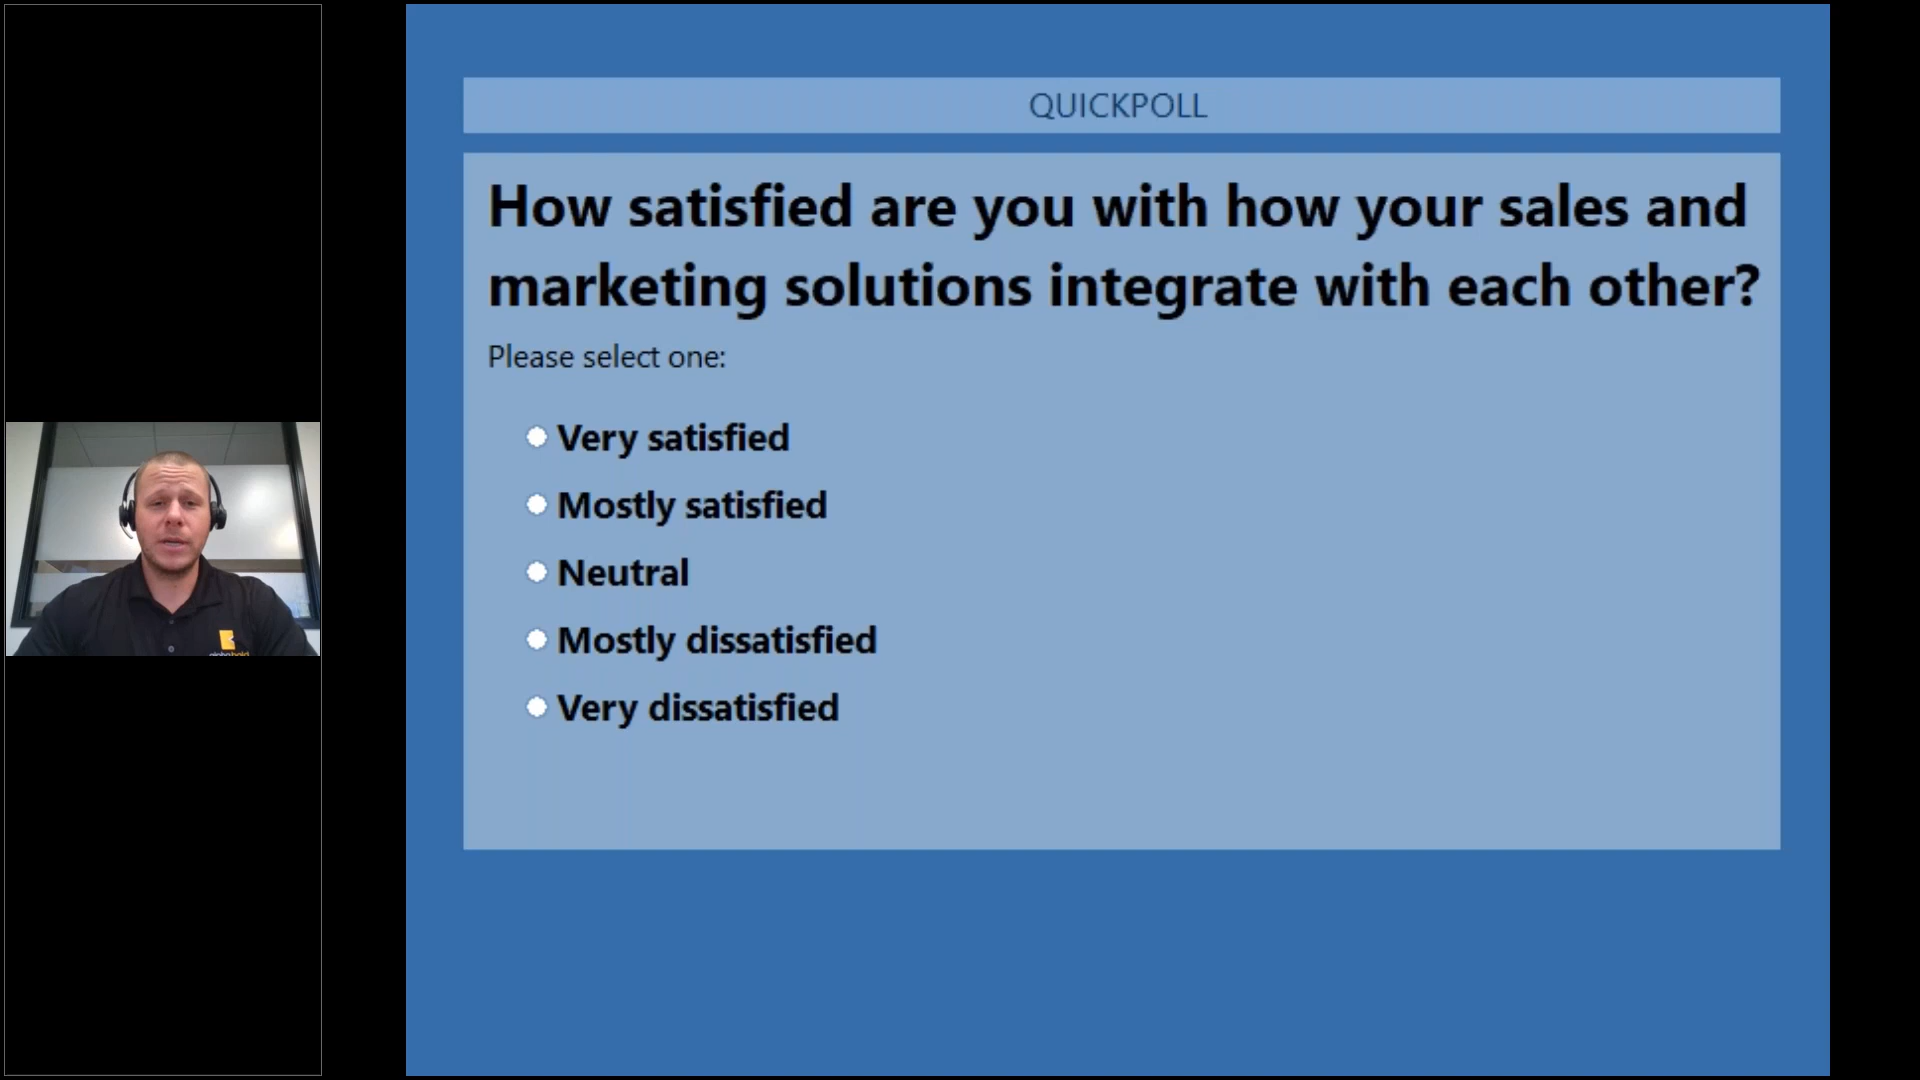 QUICKPOLL
How satisfied are you with how your sales and
marketing solutions integrate with each other?
Please select one:
Very satisfied
Mostly satisfied
Neutral
Mostly dissatisfied
Very dissatisfied